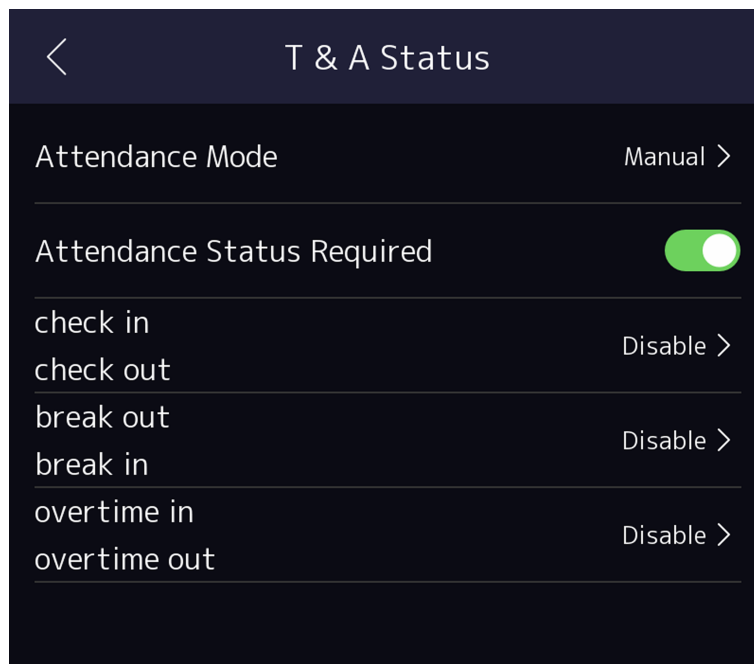 T & A Status
Attendance Mode
Manual
Attendance Status Required
check in
check out
Disable
break out
break in
Disable
overtime in
overtime out
Disable